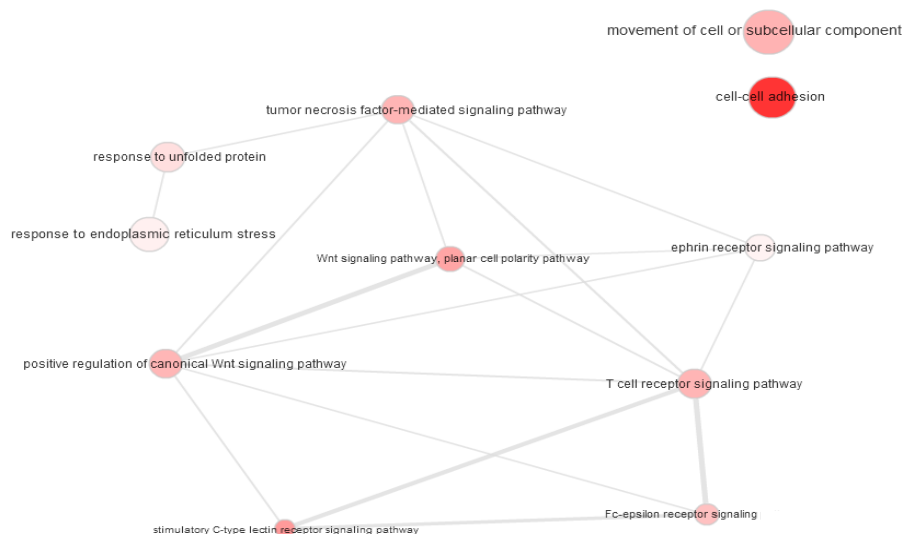 movement of cell or subcellular component
cell-cell adhesion
tumor necrosis factor-mediated signaling pathway
response to unfolded protein
response to endoplasmic reticulum stress
ephrin receptor signaling pathway
Wnt signaling pathway, planar cell polarity pathway
positive regulation of canonical Wnt signaling pathway
T cell receptor signaling pathway
Fc-epsilon receptor signaling
stimulatory C-type lectin receptor signaling pathway